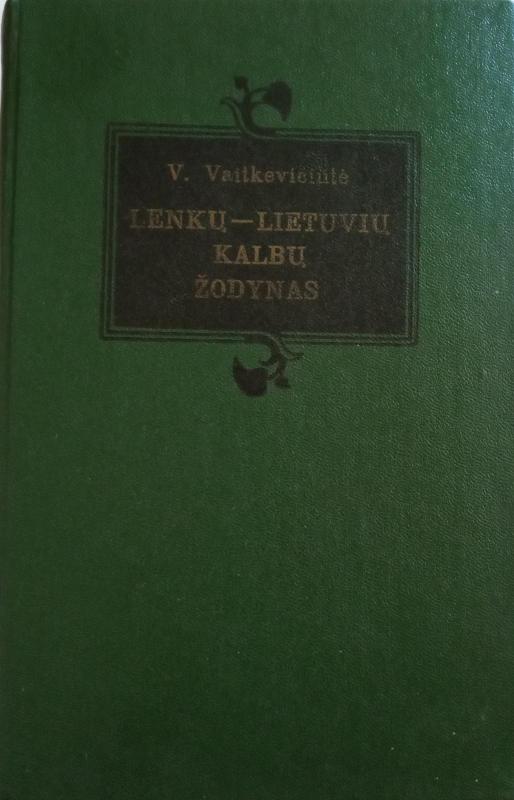 V. Vaitkevičiūtė
LENKŲ—LIETUVIŲ
KALBŲ
ŽODYNAS